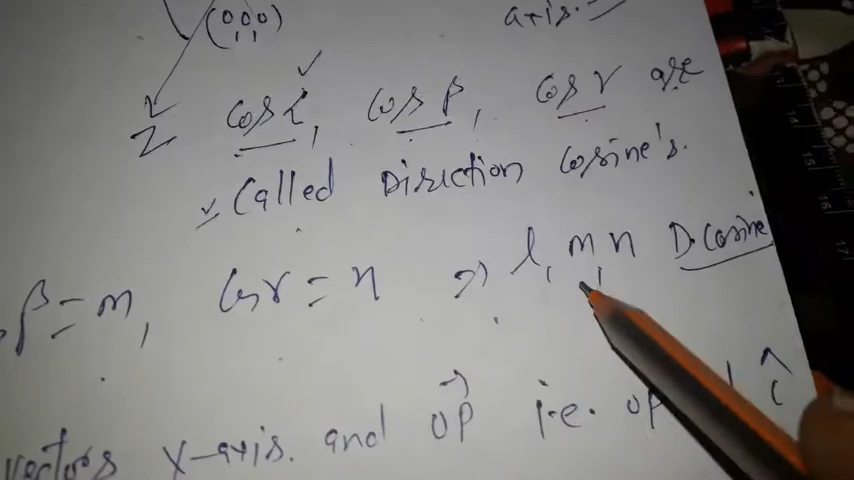 (0,0,0) axis.
Z cos α, cos β, cos γ are
Called Direction Cosine's.
β = m, cos γ = n ⇒ l, m, n D.Cosine
vectors X-axis. and OP i.e. OP î